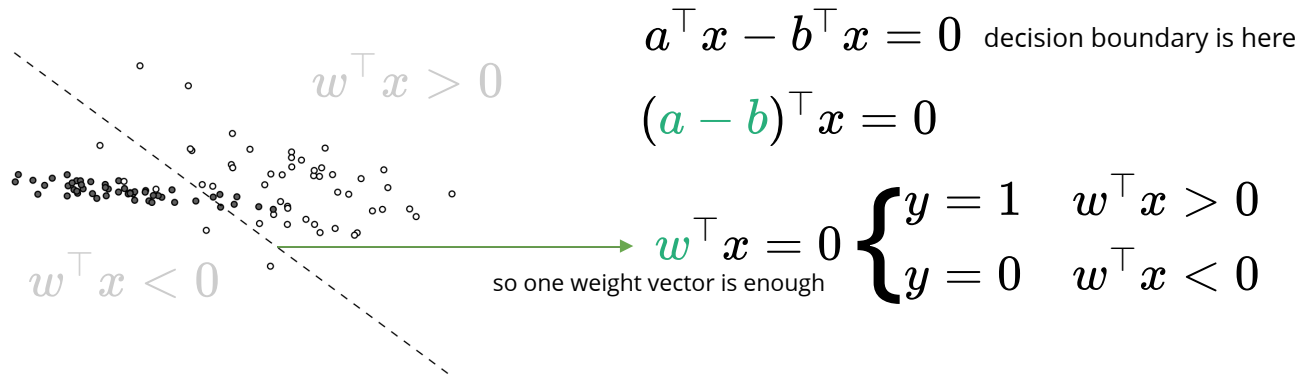 a⊤x − b⊤x = 0 decision boundary is here
w⊤x > 0
(a − b)⊤x = 0
w⊤x = 0 { y = 1 w⊤x > 0
y = 0 w⊤x < 0
w⊤x < 0
so one weight vector is enough